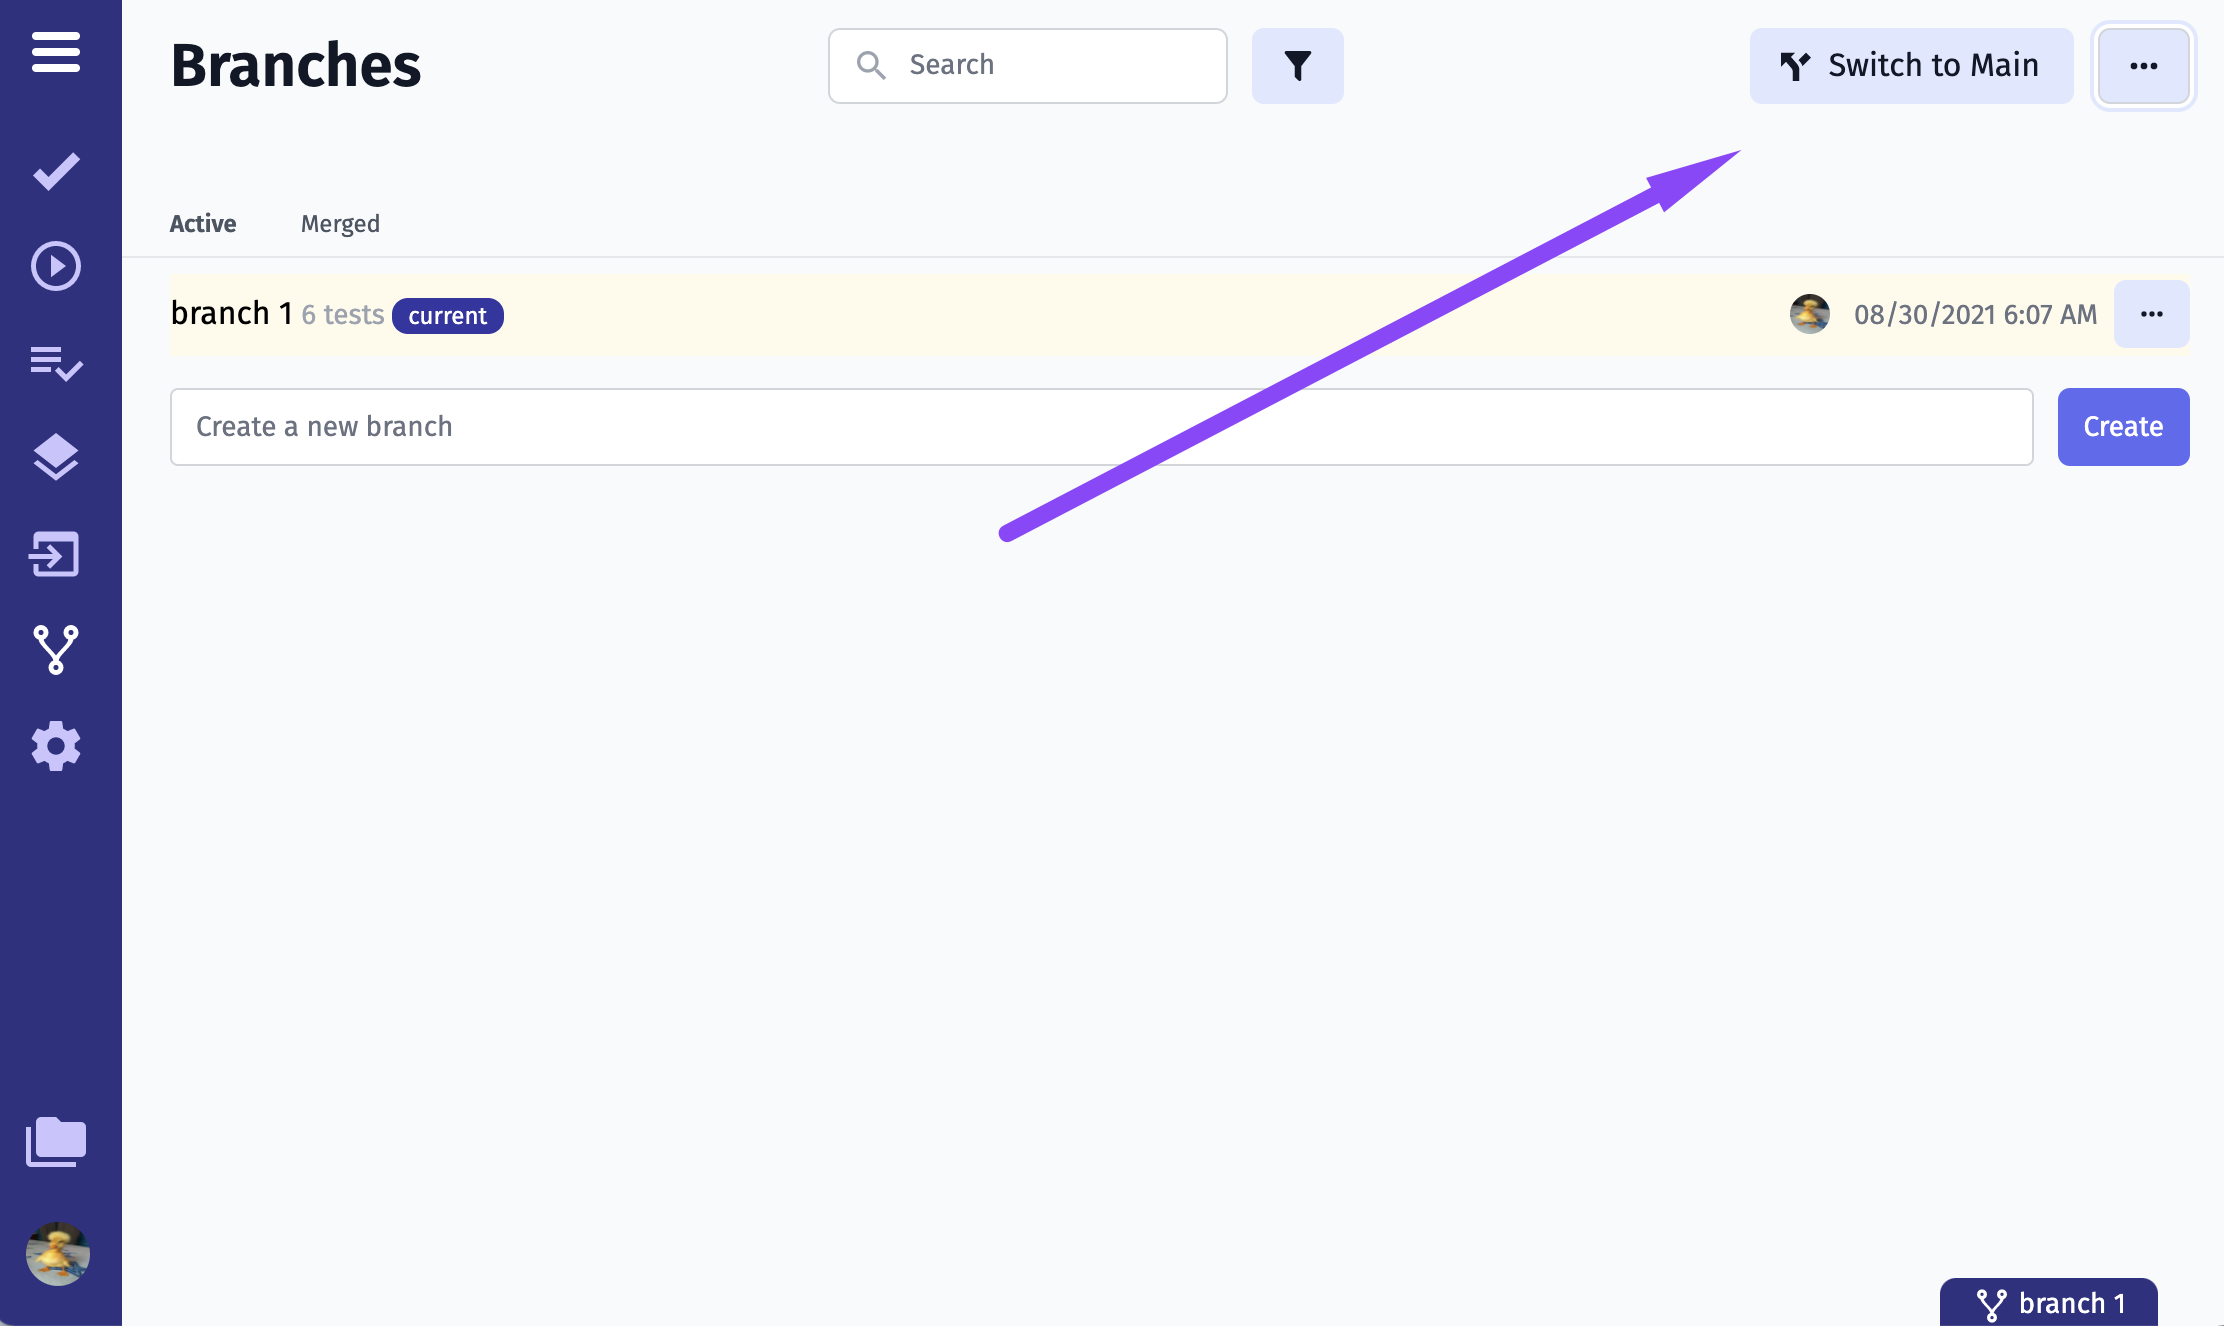 Branches
Search
Switch to Main
Active Merged
branch 1 6 tests current 08/30/2021 6:07 AM
Create a new branch Create
branch 1